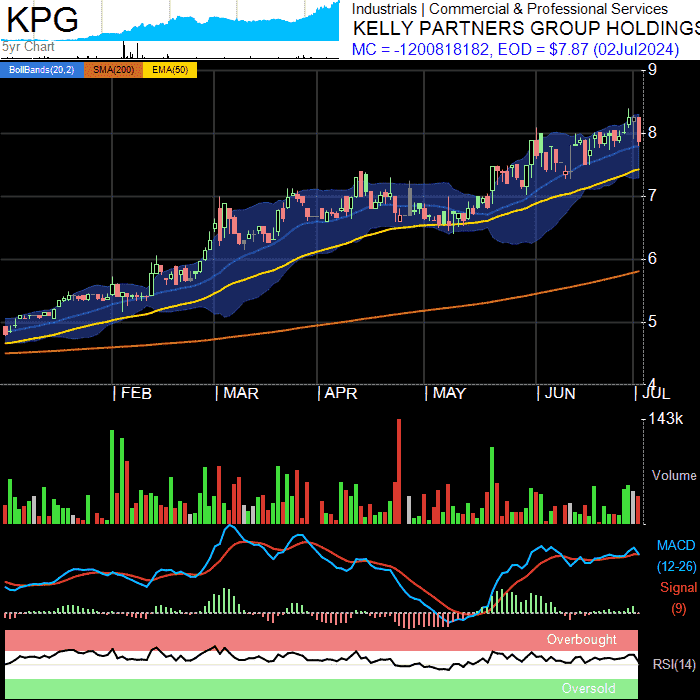 KPG
5yr Chart
Industrials | Commercial & Professional Services
KELLY PARTNERS GROUP HOLDINGS
MC = -1200818182, EOD = $7.87 (02Jul2024)
BollBands(20,2) SMA(200) EMA(50)
9
8
7
6
5
4
| FEB | MAR | APR | MAY | JUN | JUL
143k
Volume
MACD
(12-26)
Signal
(9)
Overbought
RSI(14)
Oversold